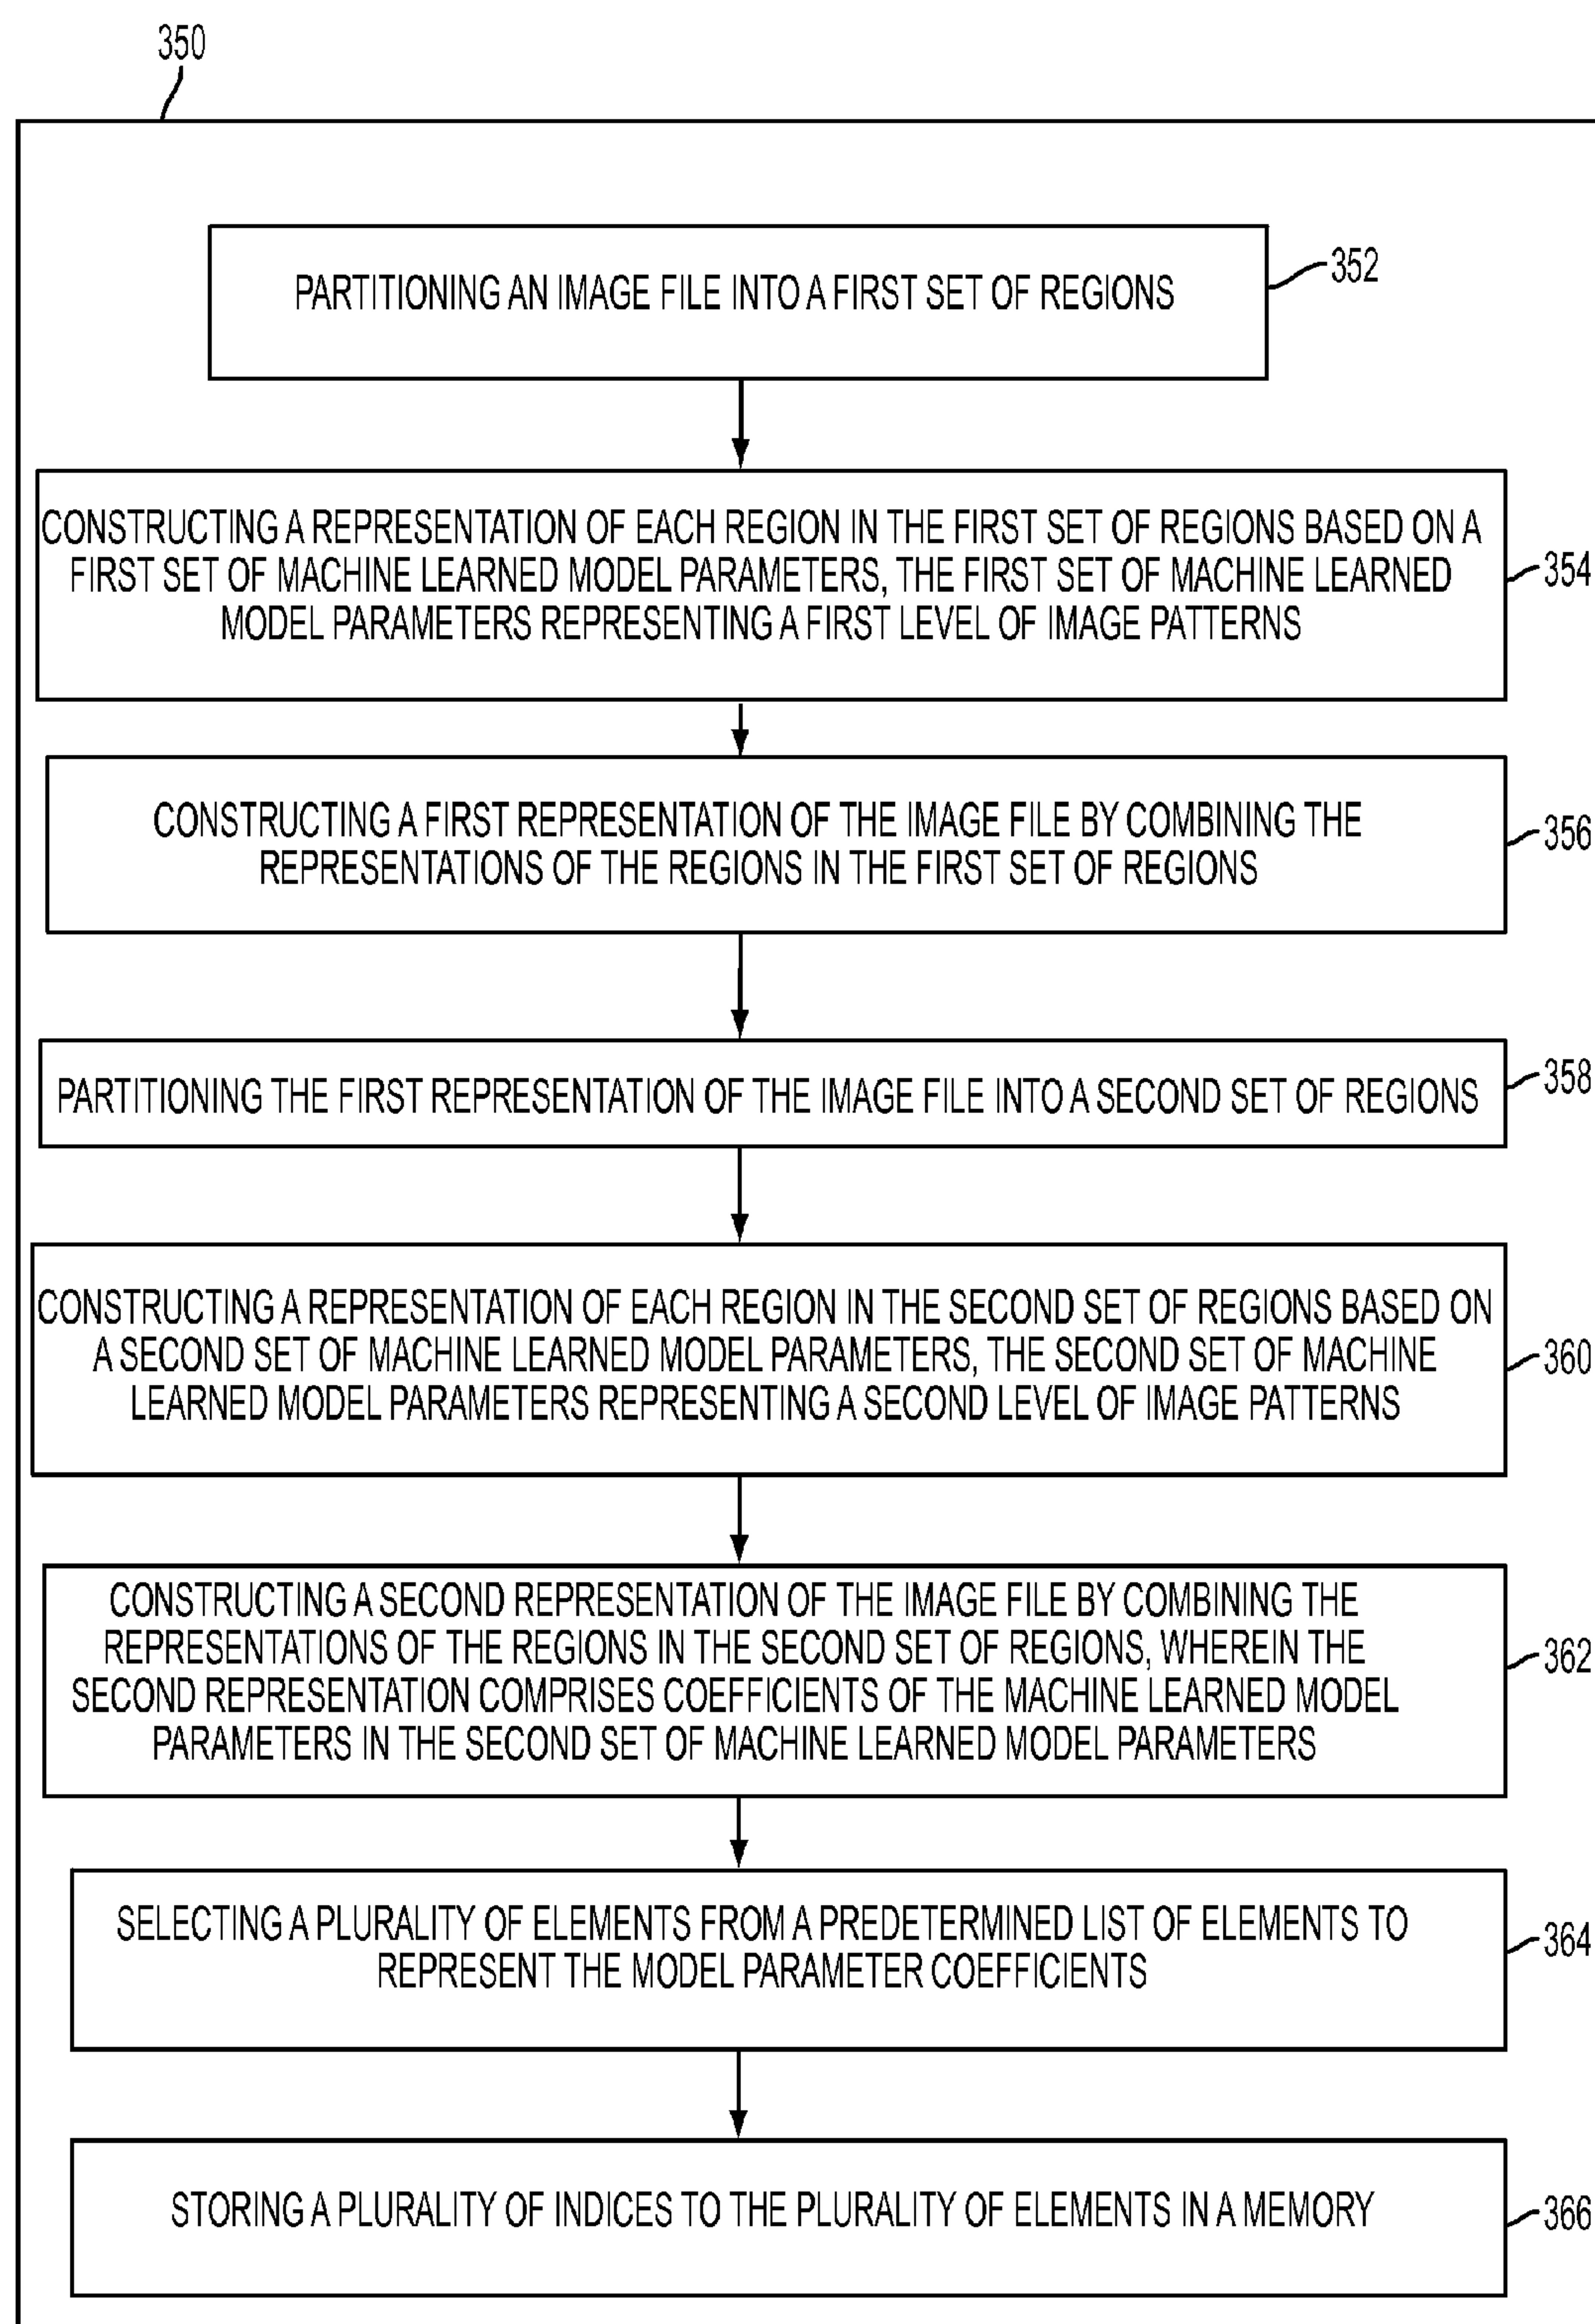 350
PARTITIONING AN IMAGE FILE INTO A FIRST SET OF REGIONS
352
CONSTRUCTING A REPRESENTATION OF EACH REGION IN THE FIRST SET OF REGIONS BASED ON A
FIRST SET OF MACHINE LEARNED MODEL PARAMETERS, THE FIRST SET OF MACHINE LEARNED
MODEL PARAMETERS REPRESENTING A FIRST LEVEL OF IMAGE PATTERNS
354
CONSTRUCTING A FIRST REPRESENTATION OF THE IMAGE FILE BY COMBINING THE
REPRESENTATIONS OF THE REGIONS IN THE FIRST SET OF REGIONS
356
PARTITIONING THE FIRST REPRESENTATION OF THE IMAGE FILE INTO A SECOND SET OF REGIONS
358
CONSTRUCTING A REPRESENTATION OF EACH REGION IN THE SECOND SET OF REGIONS BASED ON
A SECOND SET OF MACHINE LEARNED MODEL PARAMETERS, THE SECOND SET OF MACHINE
LEARNED MODEL PARAMETERS REPRESENTING A SECOND LEVEL OF IMAGE PATTERNS
360
CONSTRUCTING A SECOND REPRESENTATION OF THE IMAGE FILE BY COMBINING THE
REPRESENTATIONS OF THE REGIONS IN THE SECOND SET OF REGIONS, WHEREIN THE
SECOND REPRESENTATION COMPRISES COEFFICIENTS OF THE MACHINE LEARNED MODEL
PARAMETERS IN THE SECOND SET OF MACHINE LEARNED MODEL PARAMETERS
362
SELECTING A PLURALITY OF ELEMENTS FROM A PREDETERMINED LIST OF ELEMENTS TO
REPRESENT THE MODEL PARAMETER COEFFICIENTS
364
STORING A PLURALITY OF INDICES TO THE PLURALITY OF ELEMENTS IN A MEMORY
366